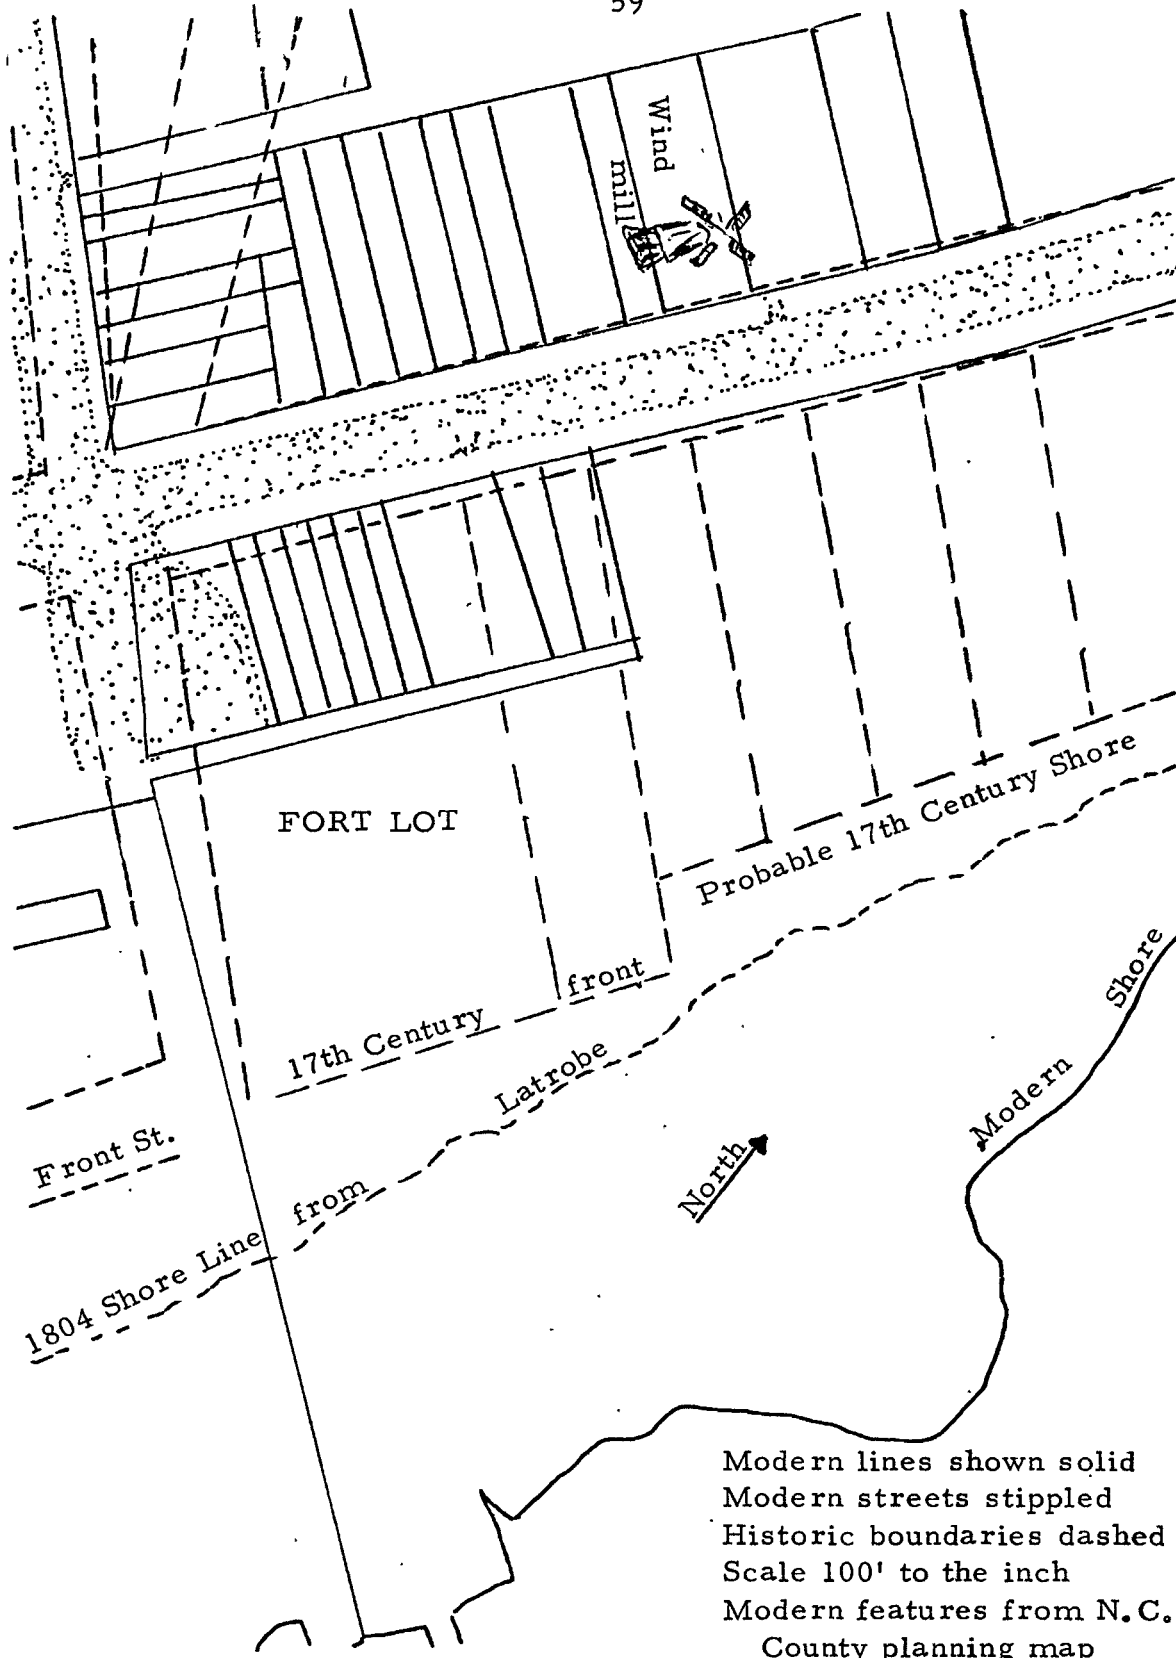 59
Wind
mill
FORT LOT
Probable 17th Century Shore
17th Century front
Front St.
1804 Shore Line from Latrobe
North
Modern Shore
Modern lines shown solid
Modern streets stippled
Historic boundaries dashed
Scale 100' to the inch
Modern features from N.C.
County planning map